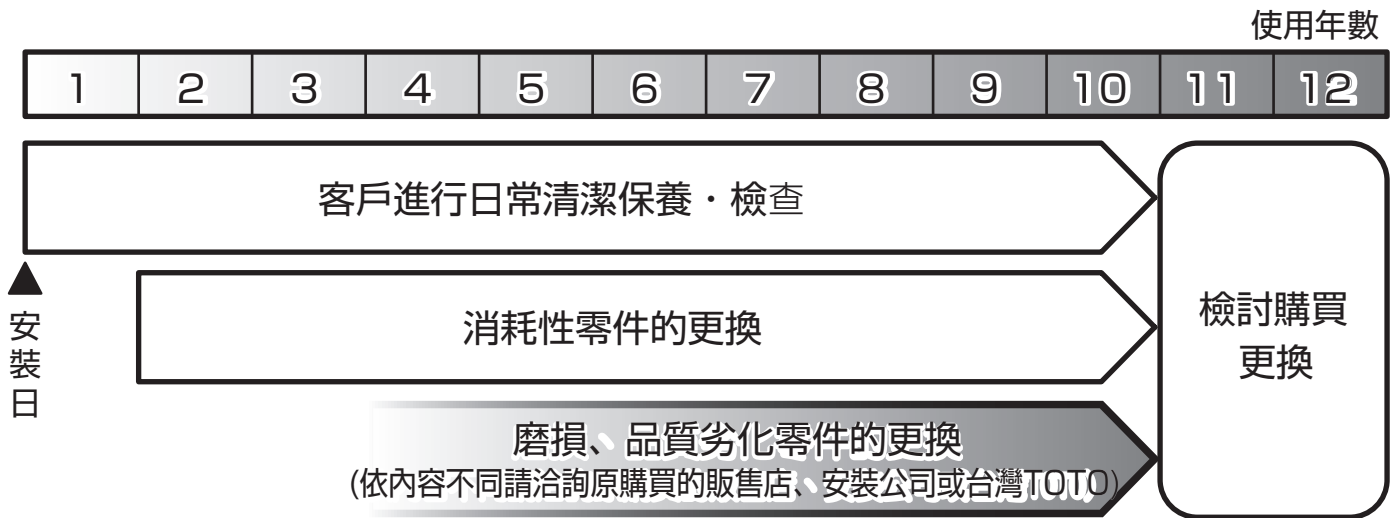 使用年數
1 2 3 4 5 6 7 8 9 10 11 12
客戶進行日常清潔保養・檢查
安裝日
消耗性零件的更換
檢討購買
更換
磨損、品質劣化零件的更換
(依內容不同請洽詢原購買的販售店、安裝公司或台灣TOTO)